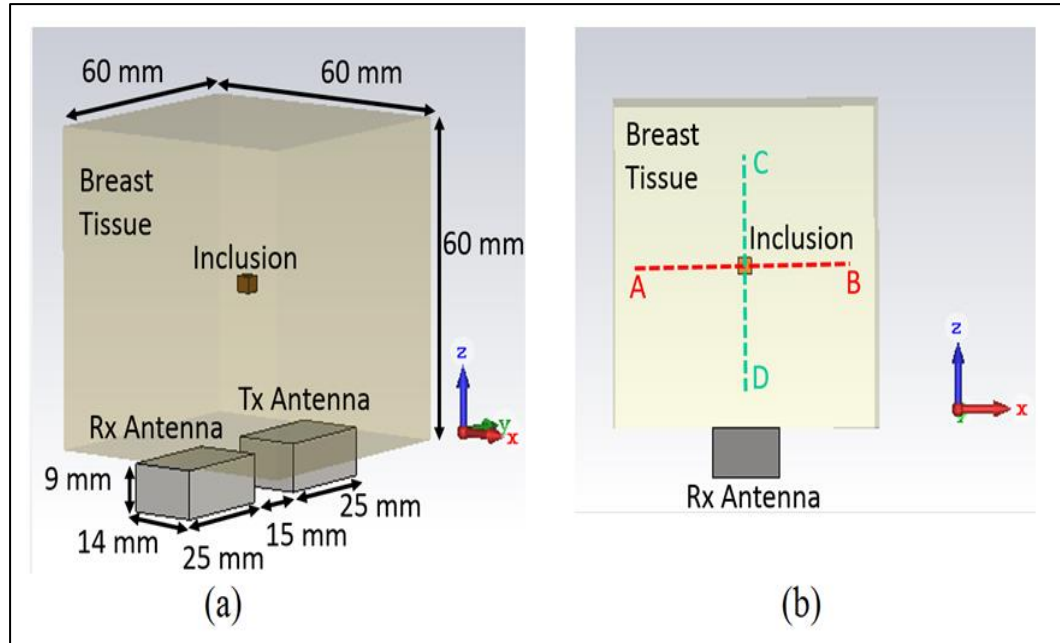 60 mm
60 mm
Breast
Tissue
Inclusion
60 mm
Tx Antenna
Rx Antenna
9 mm
14 mm
25 mm
15 mm
25 mm
z
y
x
(a)
Breast
Tissue
C
Inclusion
A
B
D
Rx Antenna
z
y
x
(b)